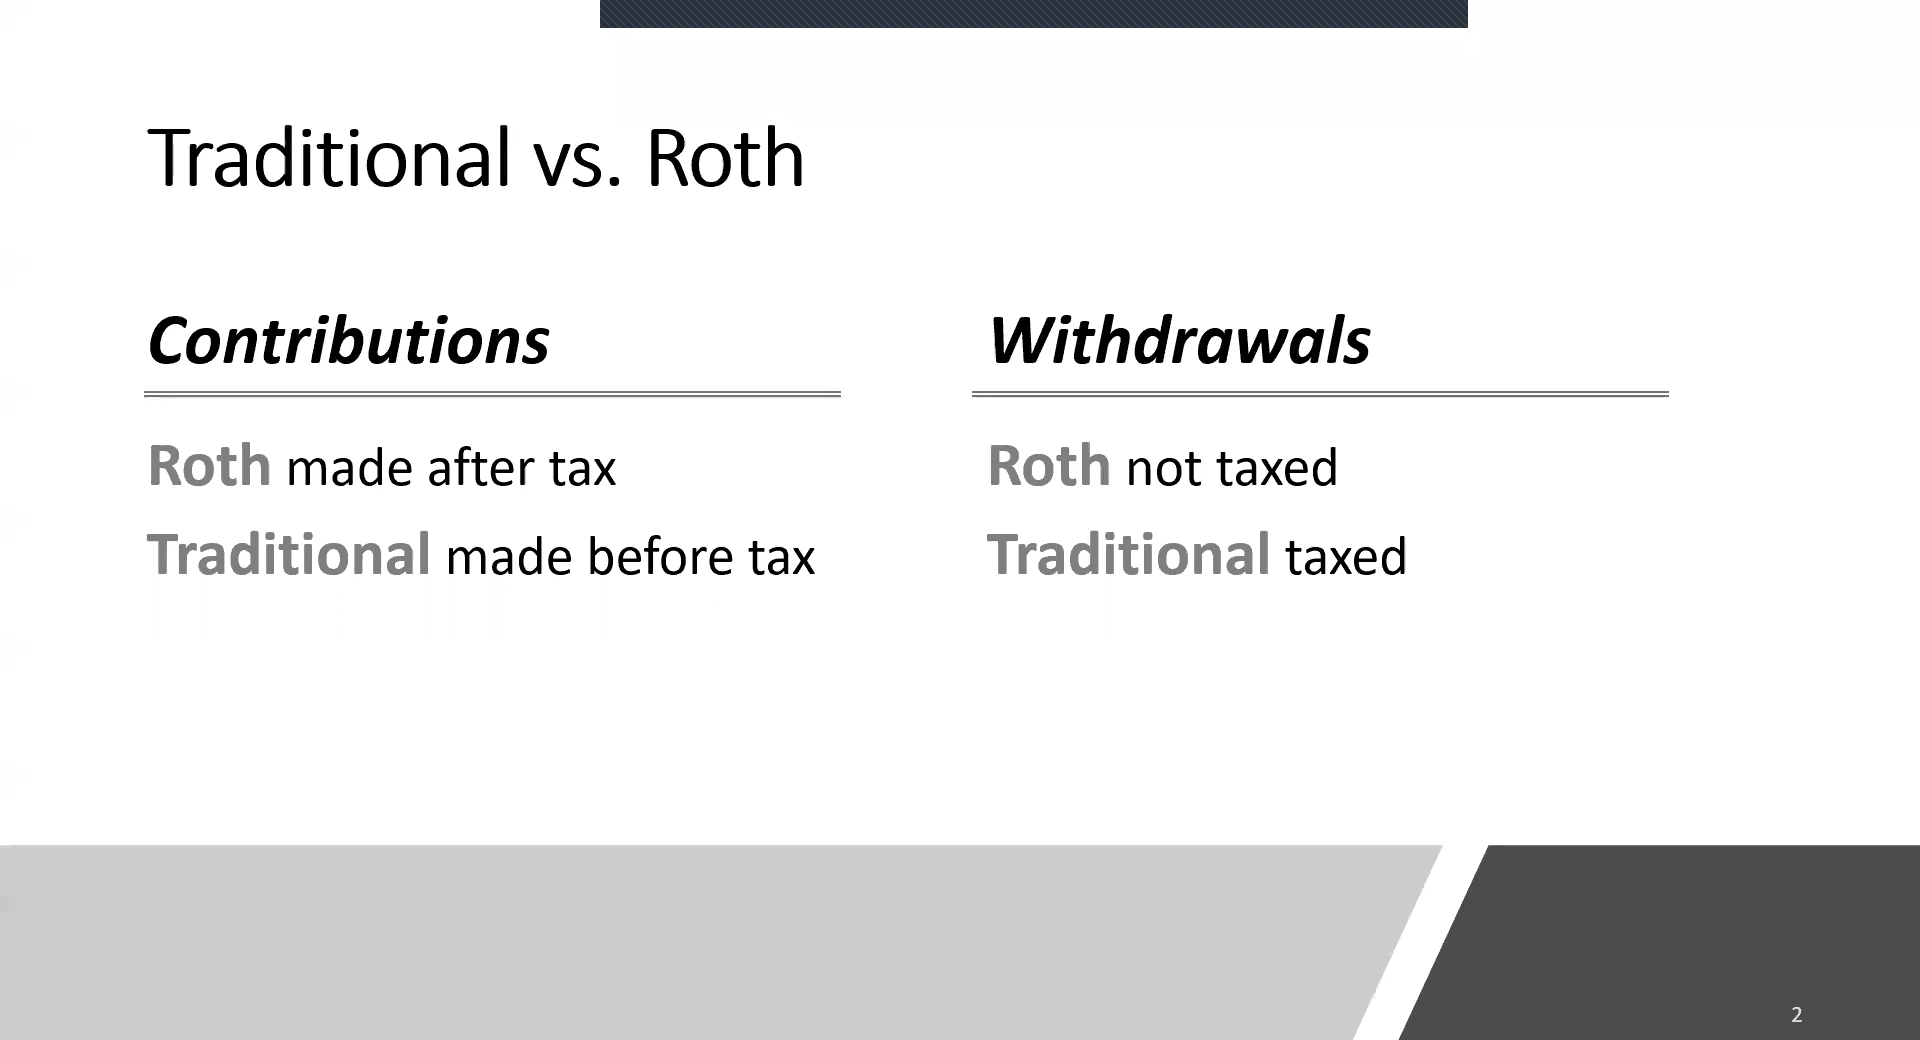 Traditional vs. Roth
Contributions
Roth made after tax
Traditional made before tax
Withdrawals
Roth not taxed
Traditional taxed
2